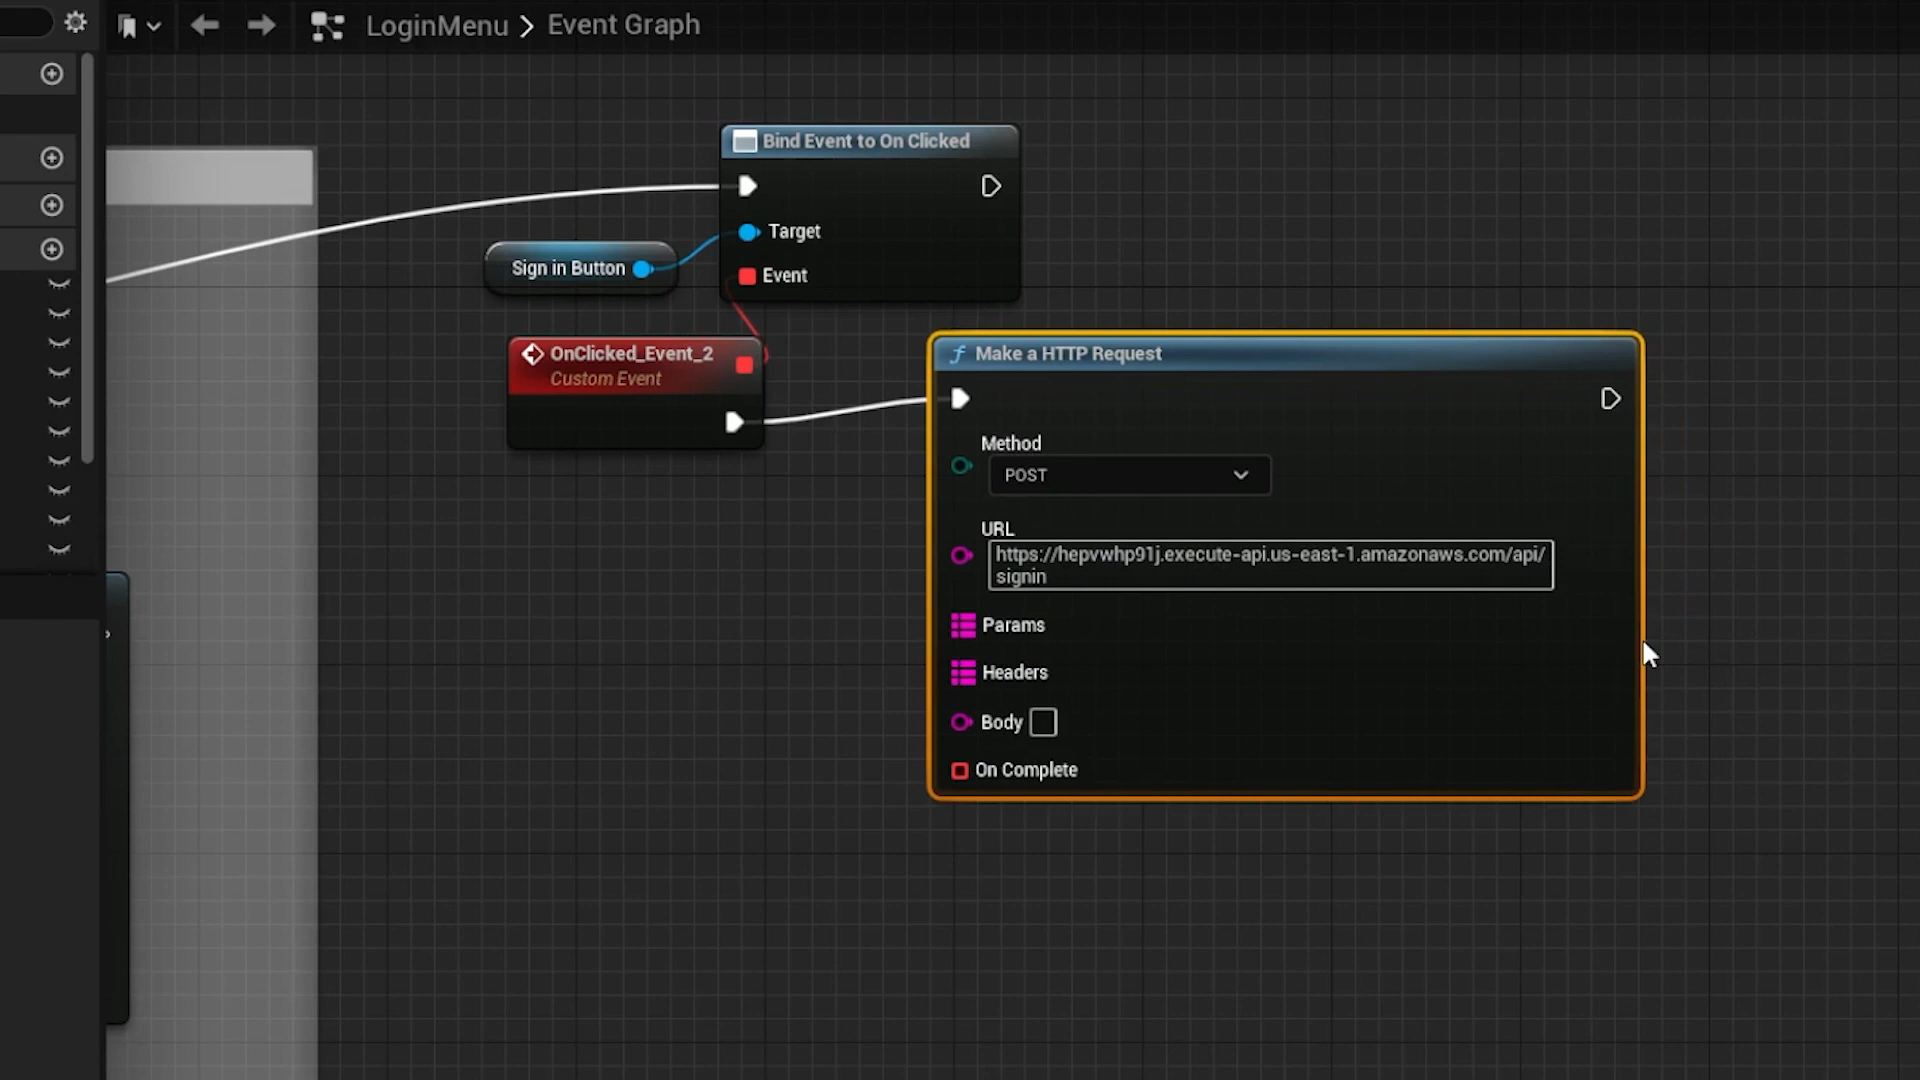 LoginMenu > Event Graph
Bind Event to On Clicked
Target
Sign in Button
Event
OnClicked_Event_2
Custom Event
Make a HTTP Request
Method
POST
URL
https://hepvwhp91j.execute-api.us-east-1.amazonaws.com/api/
signin
Params
Headers
Body
On Complete